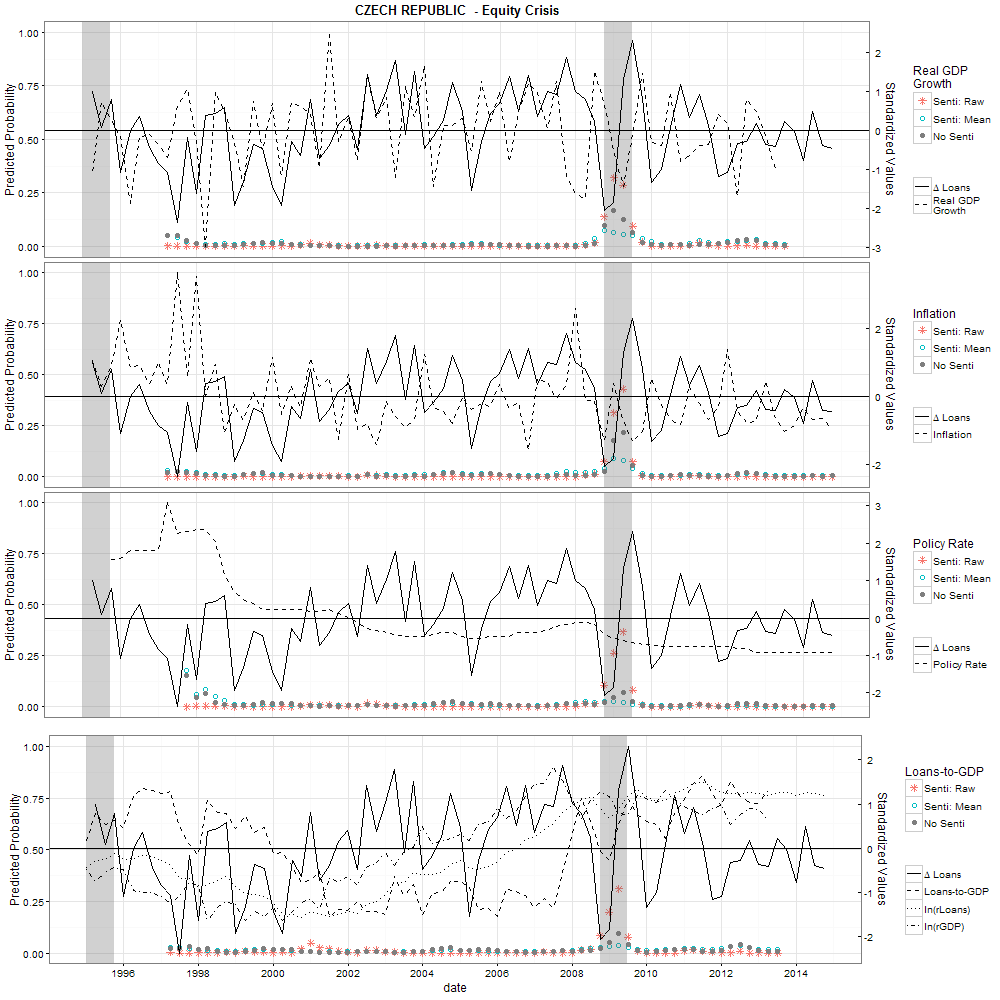 CZECH REPUBLIC - Equity Crisis
Predicted Probability
1.00
0.75
0.50
0.25
0.00
2
1
0
-1
-2
-3
Standardized Values
Real GDP
Growth
Senti: Raw
Senti: Mean
No Senti
Δ Loans
Real GDP
Growth
Predicted Probability
1.00
0.75
0.50
0.25
0.00
2
0
-2
Standardized Values
Inflation
Senti: Raw
Senti: Mean
No Senti
Δ Loans
Inflation
Predicted Probability
1.00
0.75
0.50
0.25
0.00
3
2
1
0
-1
-2
Standardized Values
Policy Rate
Senti: Raw
Senti: Mean
No Senti
Δ Loans
Policy Rate
Predicted Probability
1.00
0.75
0.50
0.25
0.00
2
1
0
-1
-2
Standardized Values
Loans-to-GDP
Senti: Raw
Senti: Mean
No Senti
Δ Loans
Loans-to-GDP
ln(rLoans)
ln(rGDP)
1996 1998 2000 2002 2004 2006 2008 2010 2012 2014
date